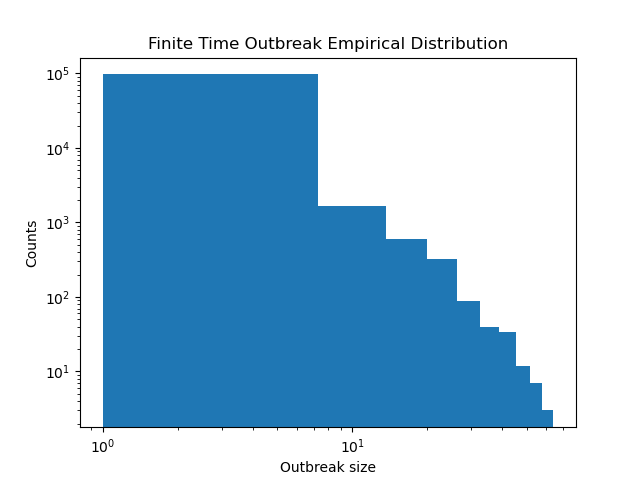 Finite Time Outbreak Empirical Distribution
10⁵
10⁴
10³
10²
10¹
Counts
10⁰ 10¹
Outbreak size